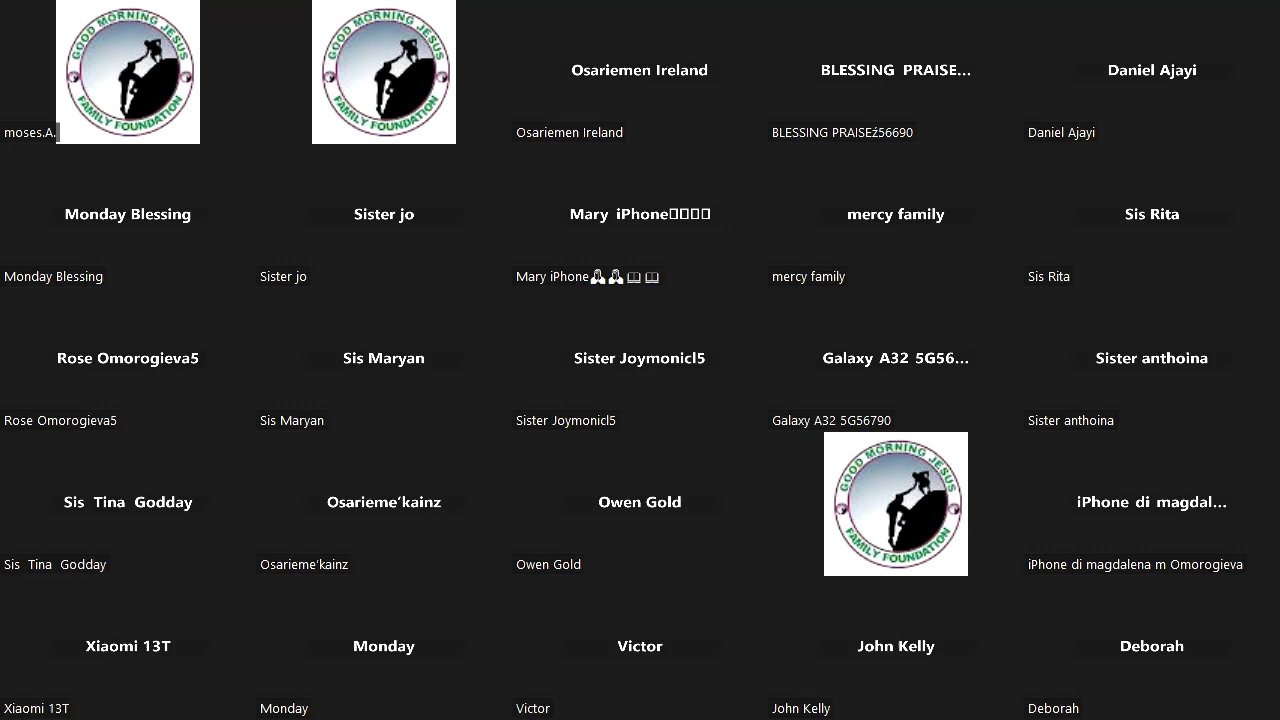 GOOD MORNING JESUS
FAMILY FOUNDATION
moses.A.
GOOD MORNING JESUS
FAMILY FOUNDATION
Osariemen Ireland
Osariemen Ireland
BLESSING PRAISE...
BLESSING PRAISEź56690
Daniel Ajayi
Daniel Ajayi
Monday Blessing
Monday Blessing
Sister jo
Sister jo
Mary iPhone
Mary iPhone
mercy family
mercy family
Sis Rita
Sis Rita
Rose Omorogieva5
Rose Omorogieva5
Sis Maryan
Sis Maryan
Sister Joymonicl5
Sister Joymonicl5
Galaxy A32 5G56...
Galaxy A32 5G56790
Sister anthoina
Sister anthoina
Sis Tina Godday
Sis Tina Godday
Osarieme'kainz
Osarieme'kainz
Owen Gold
Owen Gold
GOOD MORNING JESUS
FAMILY FOUNDATION
iPhone di magdal...
iPhone di magdalena m Omorogieva
Xiaomi 13T
Xiaomi 13T
Monday
Monday
Victor
Victor
John Kelly
John Kelly
Deborah
Deborah